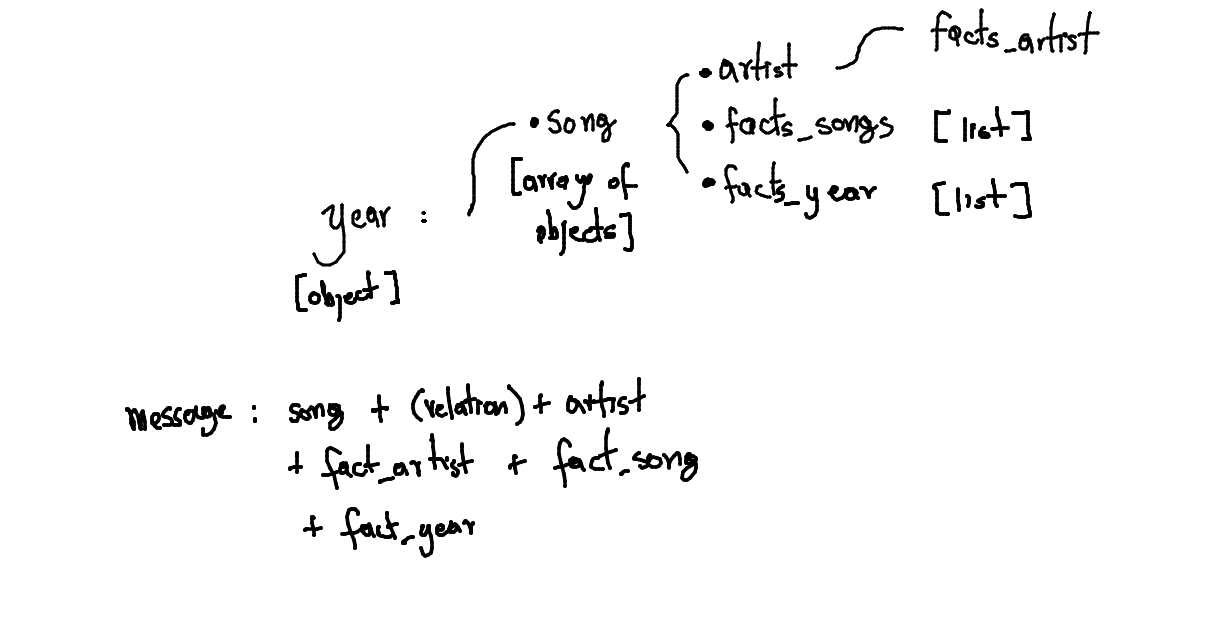 facts_artist
• artist
• song
• facts_songs [list]
[array of
objects]
• facts_year [list]
year :
[object]
message : song + (relation) + artist
+ fact_artist + fact_song
+ fact_year